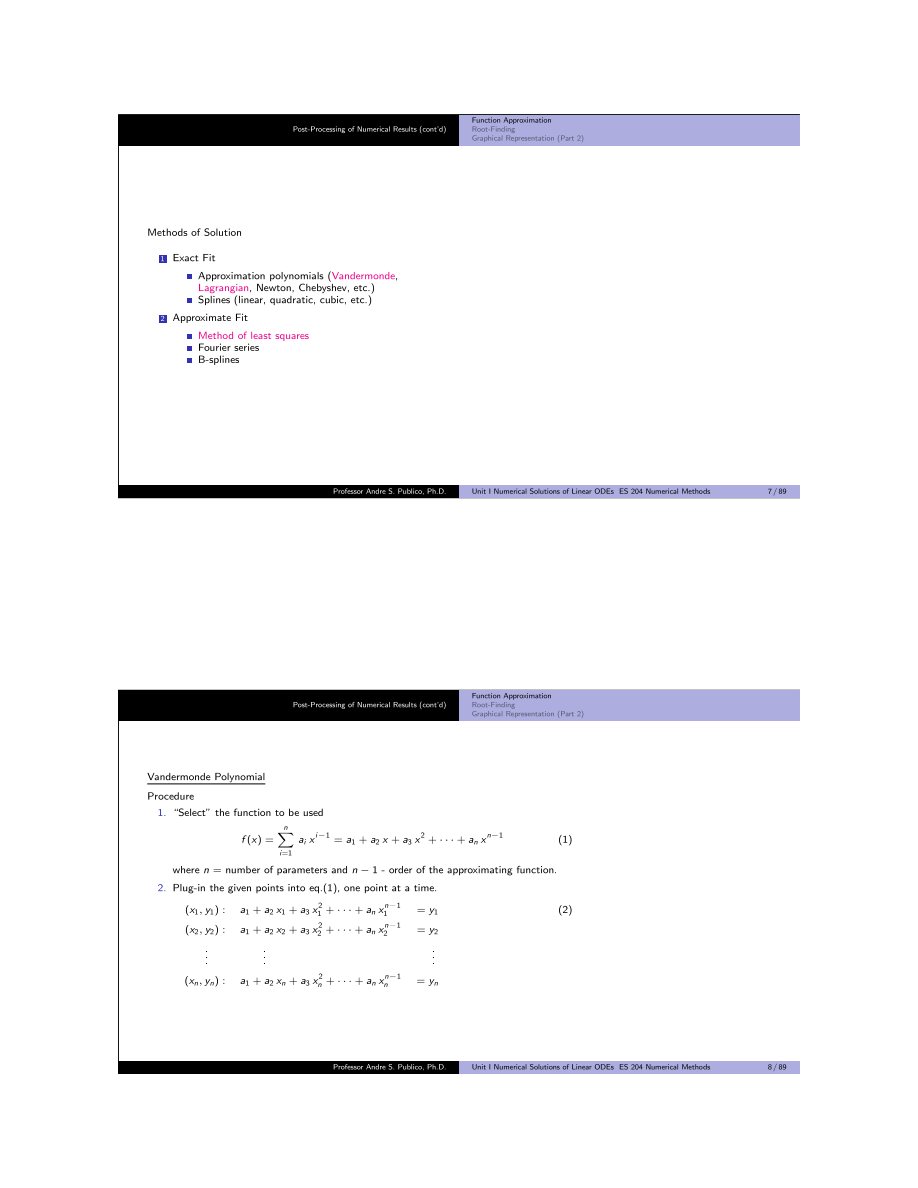 Post-Processing of Numerical Results (cont'd)
Function Approximation
Root-Finding
Graphical Representation (Part 2)
Methods of Solution
1 Exact Fit
Approximation polynomials (Vandermonde,
Lagrangian, Newton, Chebyshev, etc.)
Splines (linear, quadratic, cubic, etc.)
2 Approximate Fit
Method of least squares
Fourier series
B-splines
Professor Andre S. Publico, Ph.D.
Unit I Numerical Solutions of Linear ODEs ES 204 Numerical Methods
7 / 89
Post-Processing of Numerical Results (cont'd)
Function Approximation
Root-Finding
Graphical Representation (Part 2)
Vandermonde Polynomial
Procedure
1. “Select” the function to be used
f(x) = ∑_{i=1}^{n} a_i x^{i−1} = a_1 + a_2 x + a_3 x^2 + · · · + a_n x^{n−1} (1)
where n = number of parameters and n − 1 - order of the approximating function.
2. Plug-in the given points into eq.(1), one point at a time.
(x_1, y_1) : a_1 + a_2 x_1 + a_3 x_1^2 + · · · + a_n x_1^{n−1} = y_1 (2)
(x_2, y_2) : a_1 + a_2 x_2 + a_3 x_2^2 + · · · + a_n x_2^{n−1} = y_2
⋮ ⋮ ⋮
(x_n, y_n) : a_1 + a_2 x_n + a_3 x_n^2 + · · · + a_n x_n^{n−1} = y_n
Professor Andre S. Publico, Ph.D.
Unit I Numerical Solutions of Linear ODEs ES 204 Numerical Methods
8 / 89